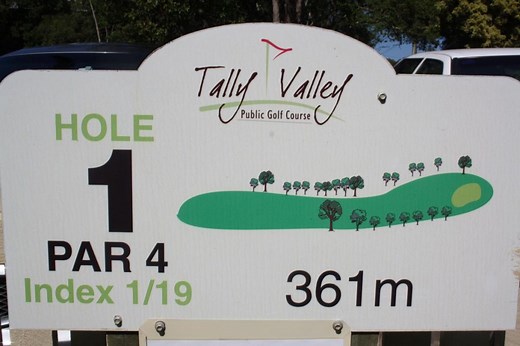 Tally Valley
Public Golf Course
HOLE
1
PAR 4
Index 1/19
361m